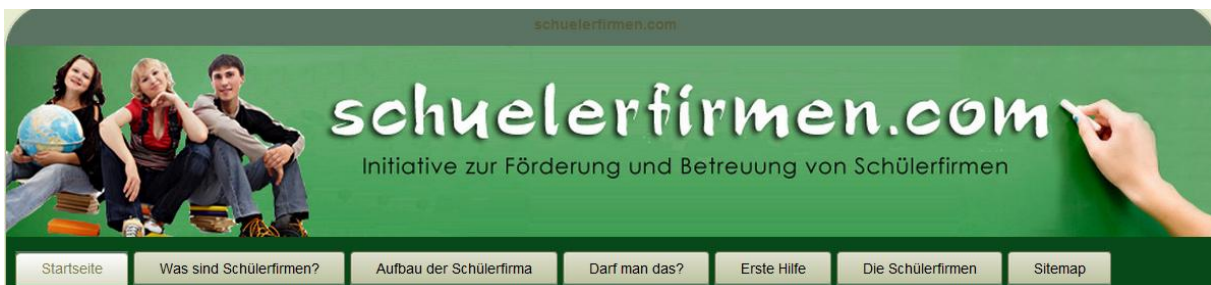 schuelerfirmen.com
schuelerfirmen.com
Initiative zur Förderung und Betreuung von Schülerfirmen
Startseite Was sind Schülerfirmen? Aufbau der Schülerfirma Darf man das? Erste Hilfe Die Schülerfirmen Sitemap